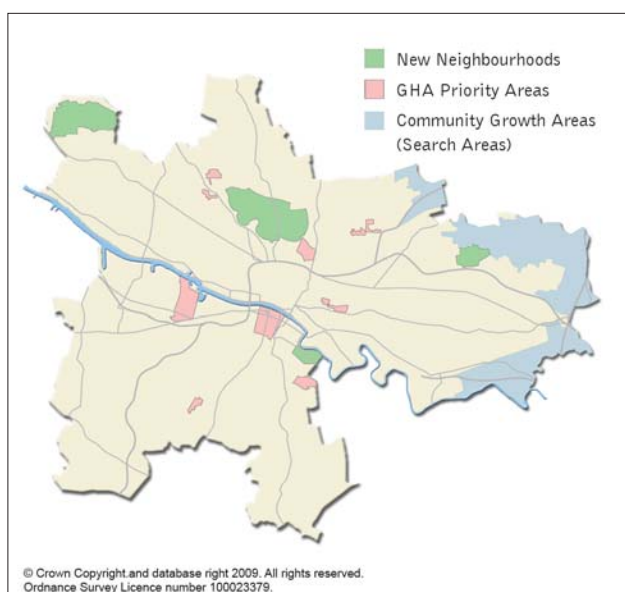 New Neighbourhoods
GHA Priority Areas
Community Growth Areas
(Search Areas)
© Crown Copyright.and database right 2009. All rights reserved.
Ordnance Survey Licence number 100023379.